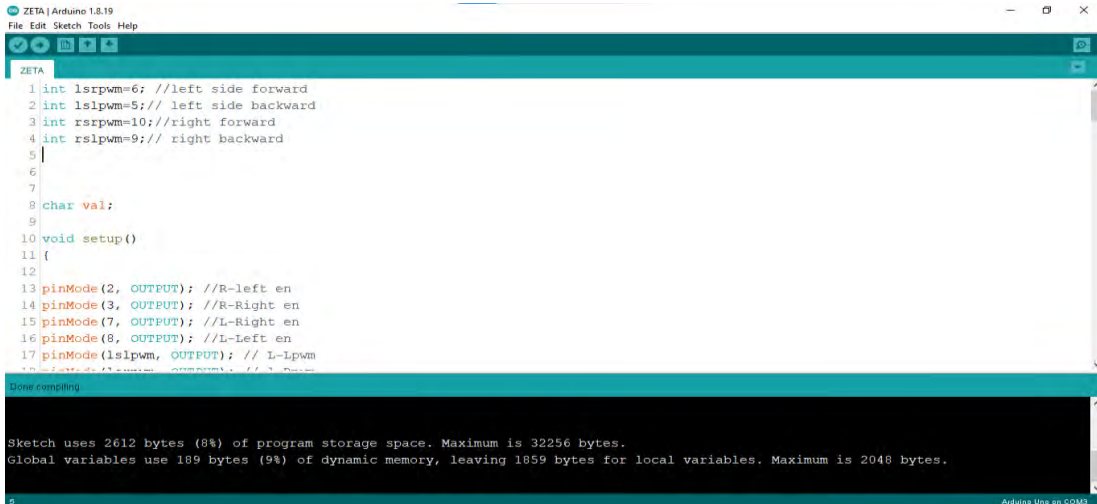 ZETA | Arduino 1.8.19
File Edit Sketch Tools Help
ZETA
1 int lsrpwm=6; //left side forward
2 int lslpwm=5;// left side backward
3 int rsrpwm=10;//right forward
4 int rslpwm=9;// right backward
5
6
7
8 char val;
9
10 void setup()
11 {
12
13 pinMode(2, OUTPUT); //R-left en
14 pinMode(3, OUTPUT); //R-Right en
15 pinMode(7, OUTPUT); //L-Right en
16 pinMode(8, OUTPUT); //L-Left en
17 pinMode(lslpwm, OUTPUT); // L-Lpwm
Done compiling.
Sketch uses 2612 bytes (8%) of program storage space. Maximum is 32256 bytes.
Global variables use 189 bytes (9%) of dynamic memory, leaving 1859 bytes for local variables. Maximum is 2048 bytes.
5 Arduino Uno on COM3